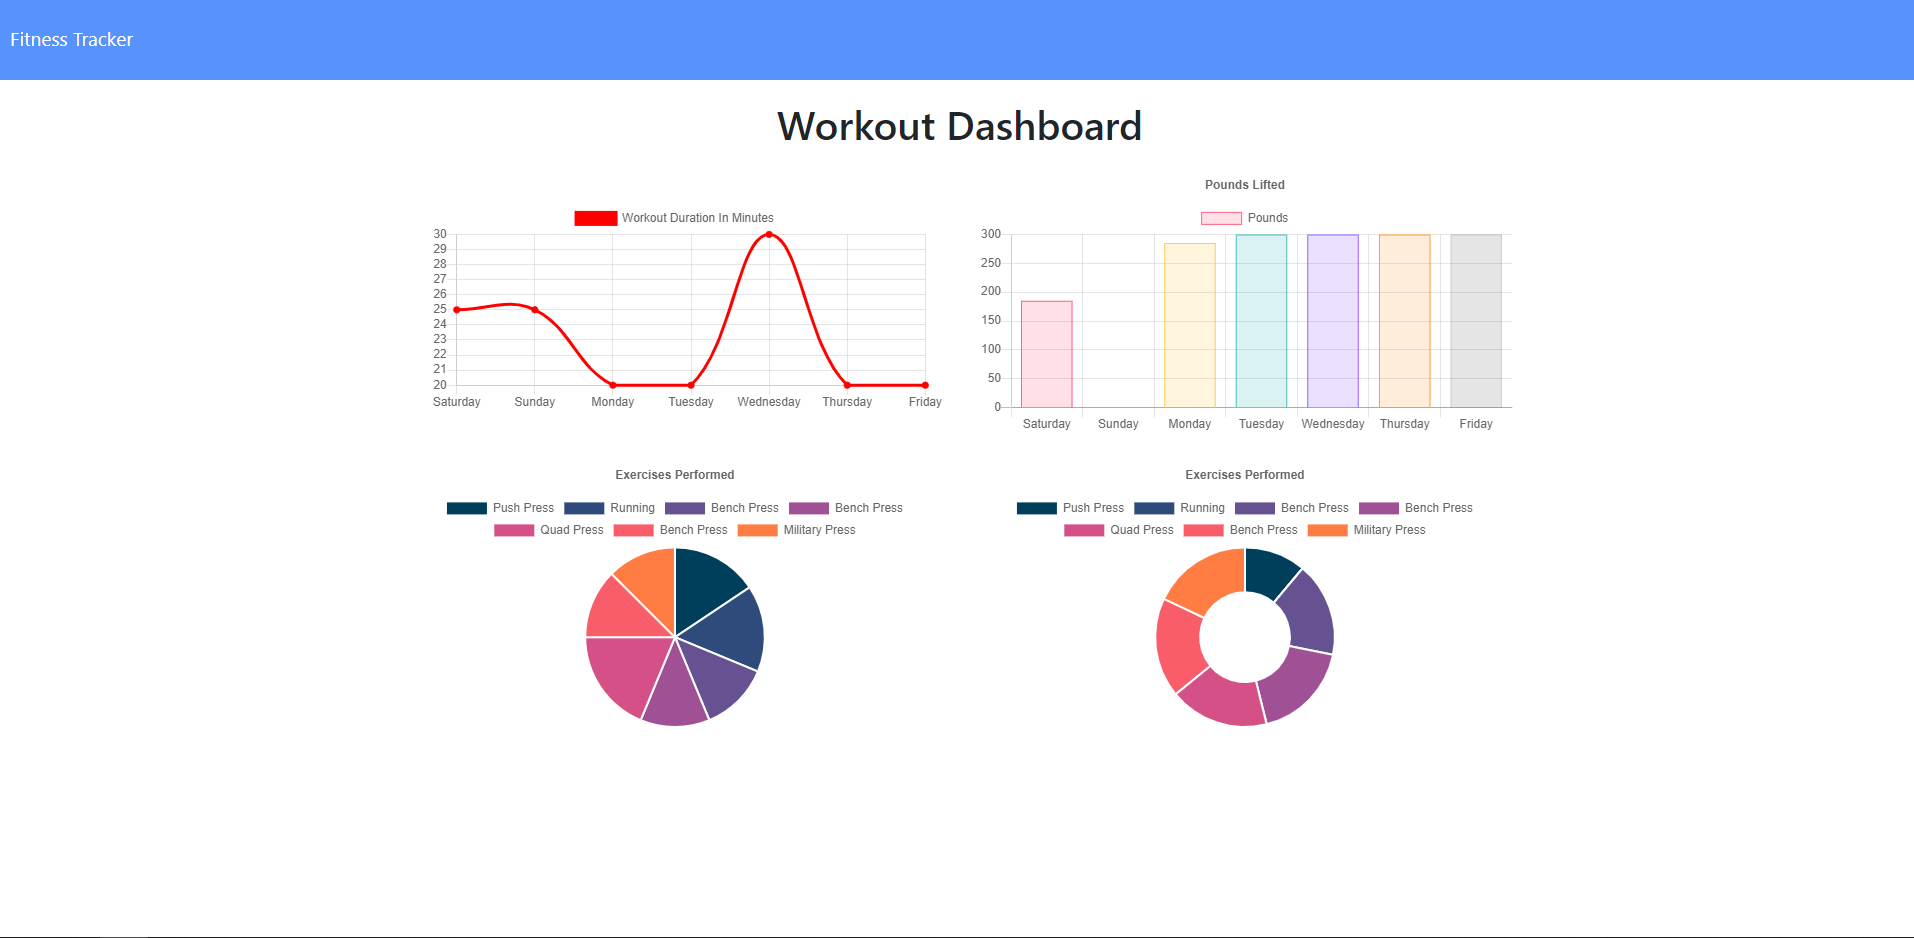 Fitness Tracker
Workout Dashboard
Workout Duration In Minutes
30
29
28
27
26
25
24
23
22
21
20
Saturday Sunday Monday Tuesday Wednesday Thursday Friday
Pounds Lifted
Pounds
300
250
200
150
100
50
0
Saturday Sunday Monday Tuesday Wednesday Thursday Friday
Exercises Performed
Push Press Running Bench Press Bench Press
Quad Press Bench Press Military Press
Exercises Performed
Push Press Running Bench Press Bench Press
Quad Press Bench Press Military Press